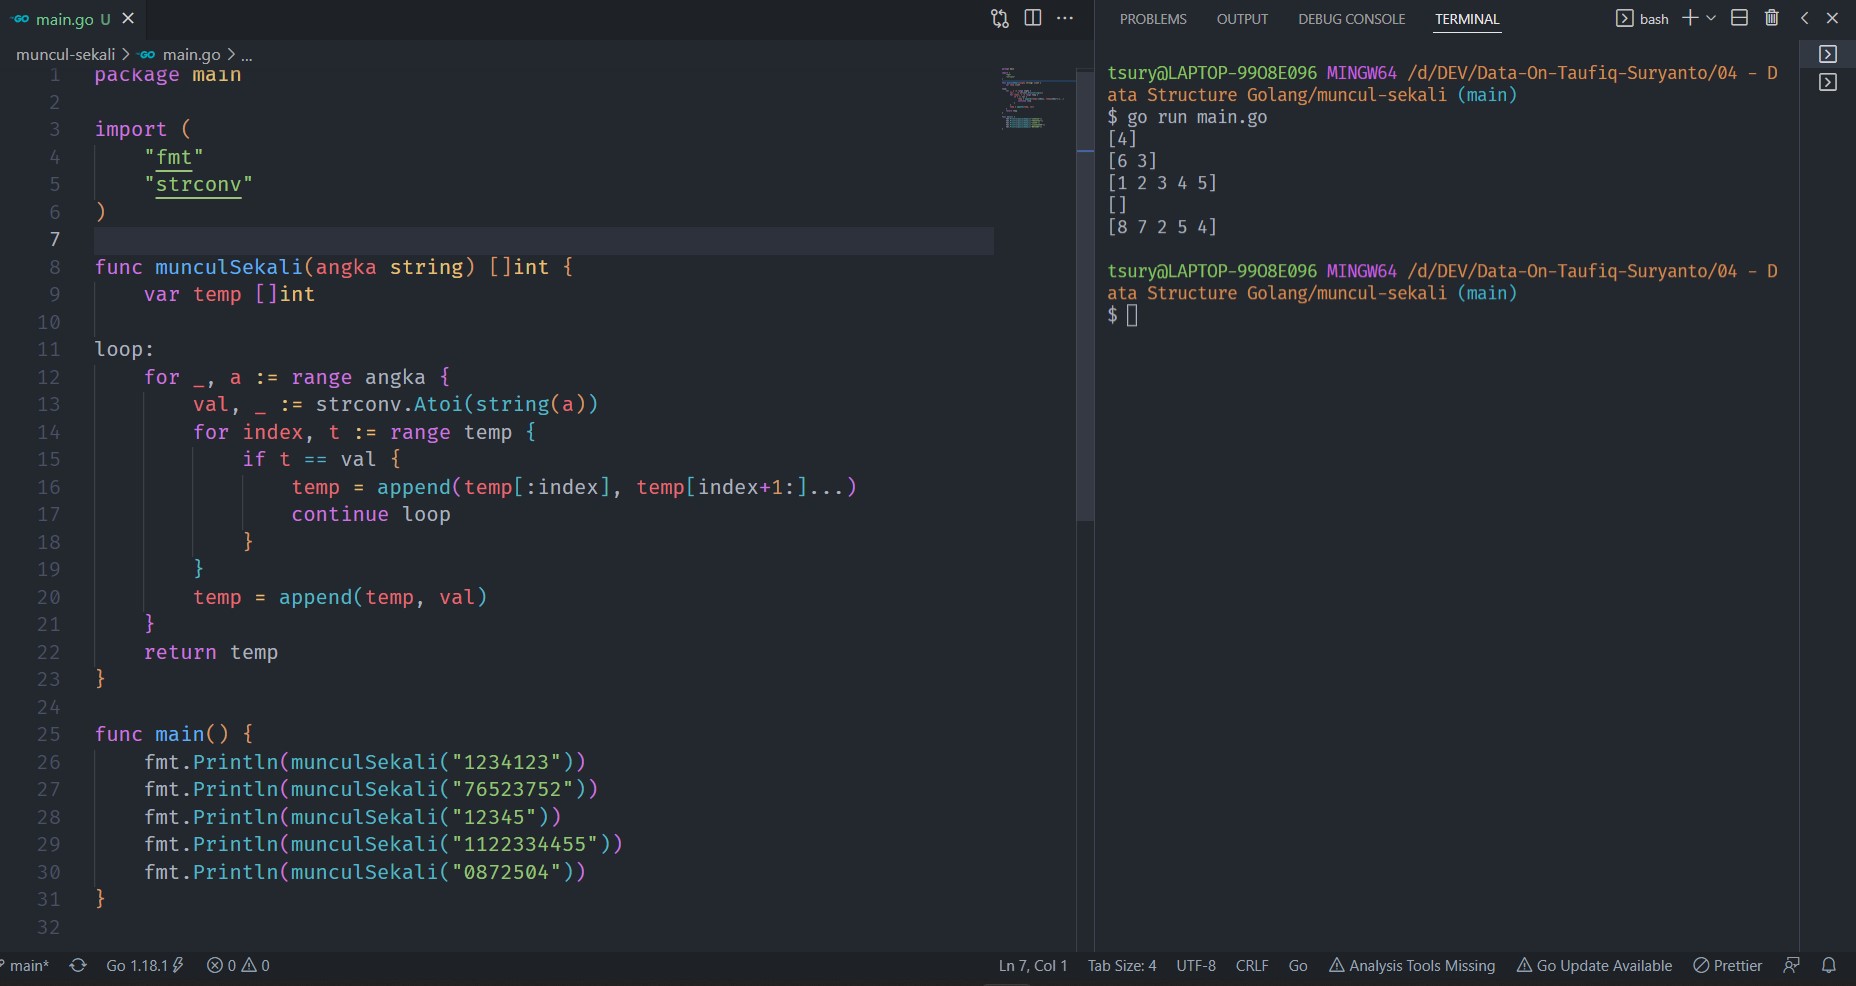 main.go U
PROBLEMS OUTPUT DEBUG CONSOLE TERMINAL bash
muncul-sekali > main.go > ...
1 package main
2
3 import (
4 "fmt"
5 "strconv"
6 )
7
8 func munculSekali(angka string) []int {
9 var temp []int
10
11 loop:
12 for _, a := range angka {
13 val, _ := strconv.Atoi(string(a))
14 for index, t := range temp {
15 if t == val {
16 temp = append(temp[:index], temp[index+1:]...)
17 continue loop
18 }
19 }
20 temp = append(temp, val)
21 }
22 return temp
23 }
24
25 func main() {
26 fmt.Println(munculSekali("1234123"))
27 fmt.Println(munculSekali("76523752"))
28 fmt.Println(munculSekali("12345"))
29 fmt.Println(munculSekali("1122334455"))
30 fmt.Println(munculSekali("0872504"))
31 }
32
tsury@LAPTOP-99O8E096 MINGW64 /d/DEV/Data-On-Taufiq-Suryanto/04 - D
ata Structure Golang/muncul-sekali (main)
$ go run main.go
[4]
[6 3]
[1 2 3 4 5]
[]
[8 7 2 5 4]
tsury@LAPTOP-99O8E096 MINGW64 /d/DEV/Data-On-Taufiq-Suryanto/04 - D
ata Structure Golang/muncul-sekali (main)
$
main* Go 1.18.1 0 0 Ln 7, Col 1 Tab Size: 4 UTF-8 CRLF Go Analysis Tools Missing Go Update Available Prettier